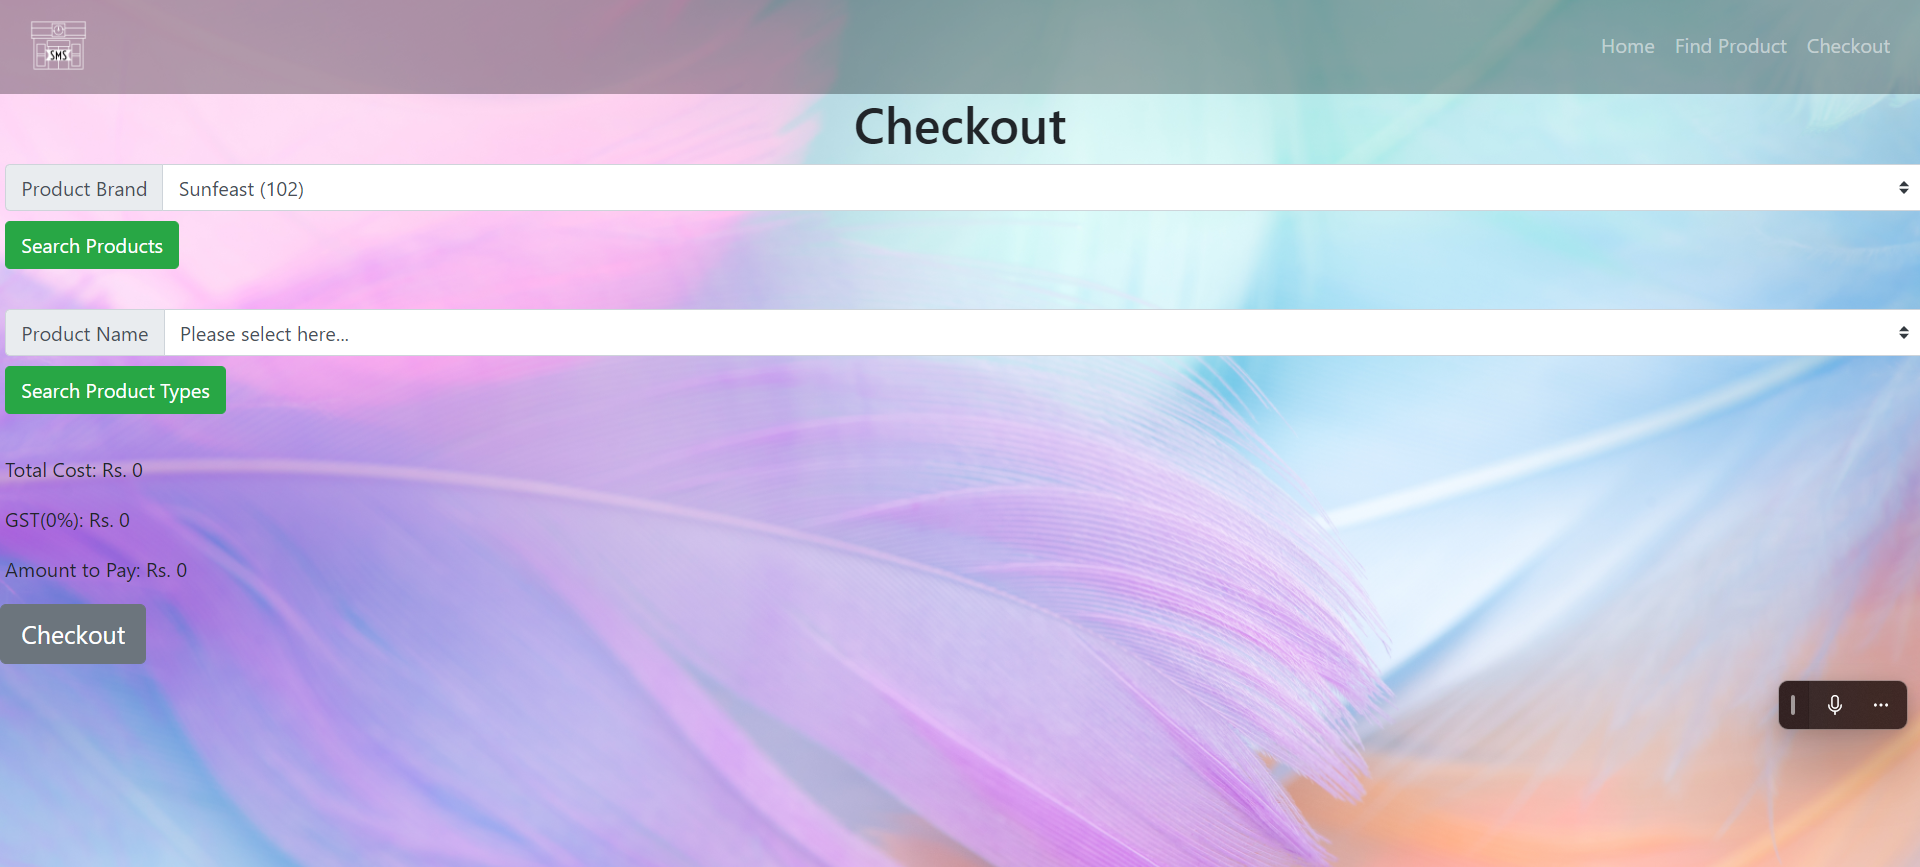 SMS
Home Find Product Checkout
Checkout
Product Brand Sunfeast (102)
Search Products
Product Name Please select here...
Search Product Types
Total Cost: Rs. 0
GST(0%): Rs. 0
Amount to Pay: Rs. 0
Checkout